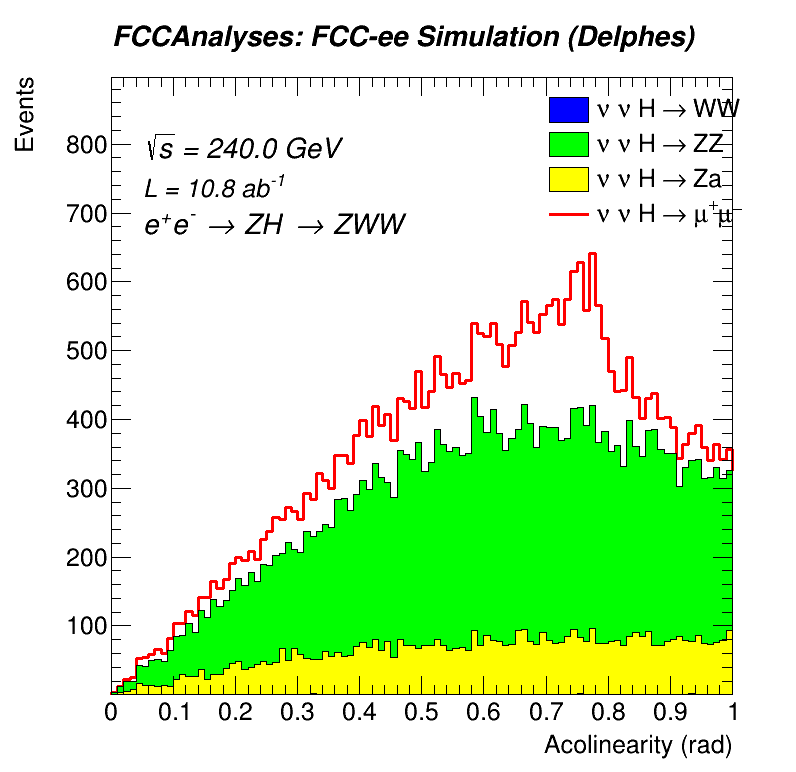 FCCAnalyses: FCC-ee Simulation (Delphes)
Events
√s = 240.0 GeV
L = 10.8 ab⁻¹
e⁺e⁻ → ZH → ZWW
ν ν H → WW
ν ν H → ZZ
ν ν H → Za
ν ν H → μ⁺μ⁻
800
700
600
500
400
300
200
100
0 0.1 0.2 0.3 0.4 0.5 0.6 0.7 0.8 0.9 1
Acolinearity (rad)